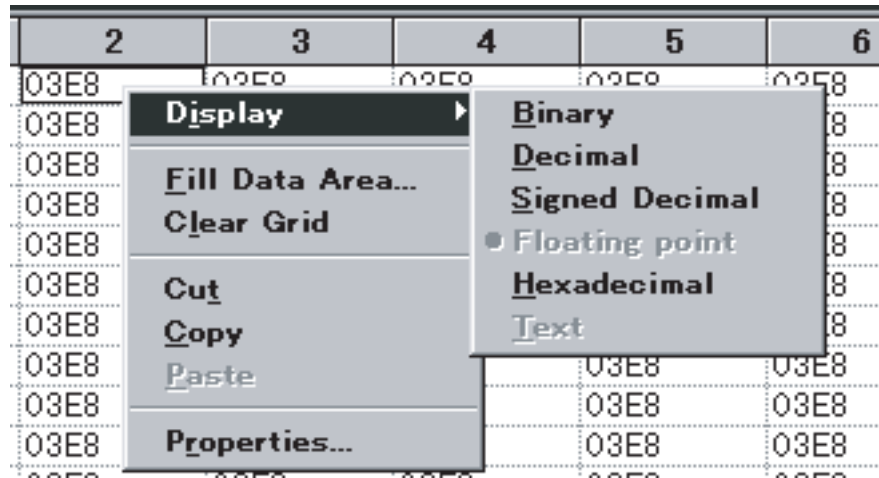 2 3 4 5 6
03E8
03E8
03E8
03E8
03E8
03E8
03E8
03E8 03E8 03E8
03E8 03E8 03E8
03E8 03E8 03E8
Display
Fill Data Area...
Clear Grid
Cut
Copy
Paste
Properties...
Binary
Decimal
Signed Decimal
Floating point
Hexadecimal
Text